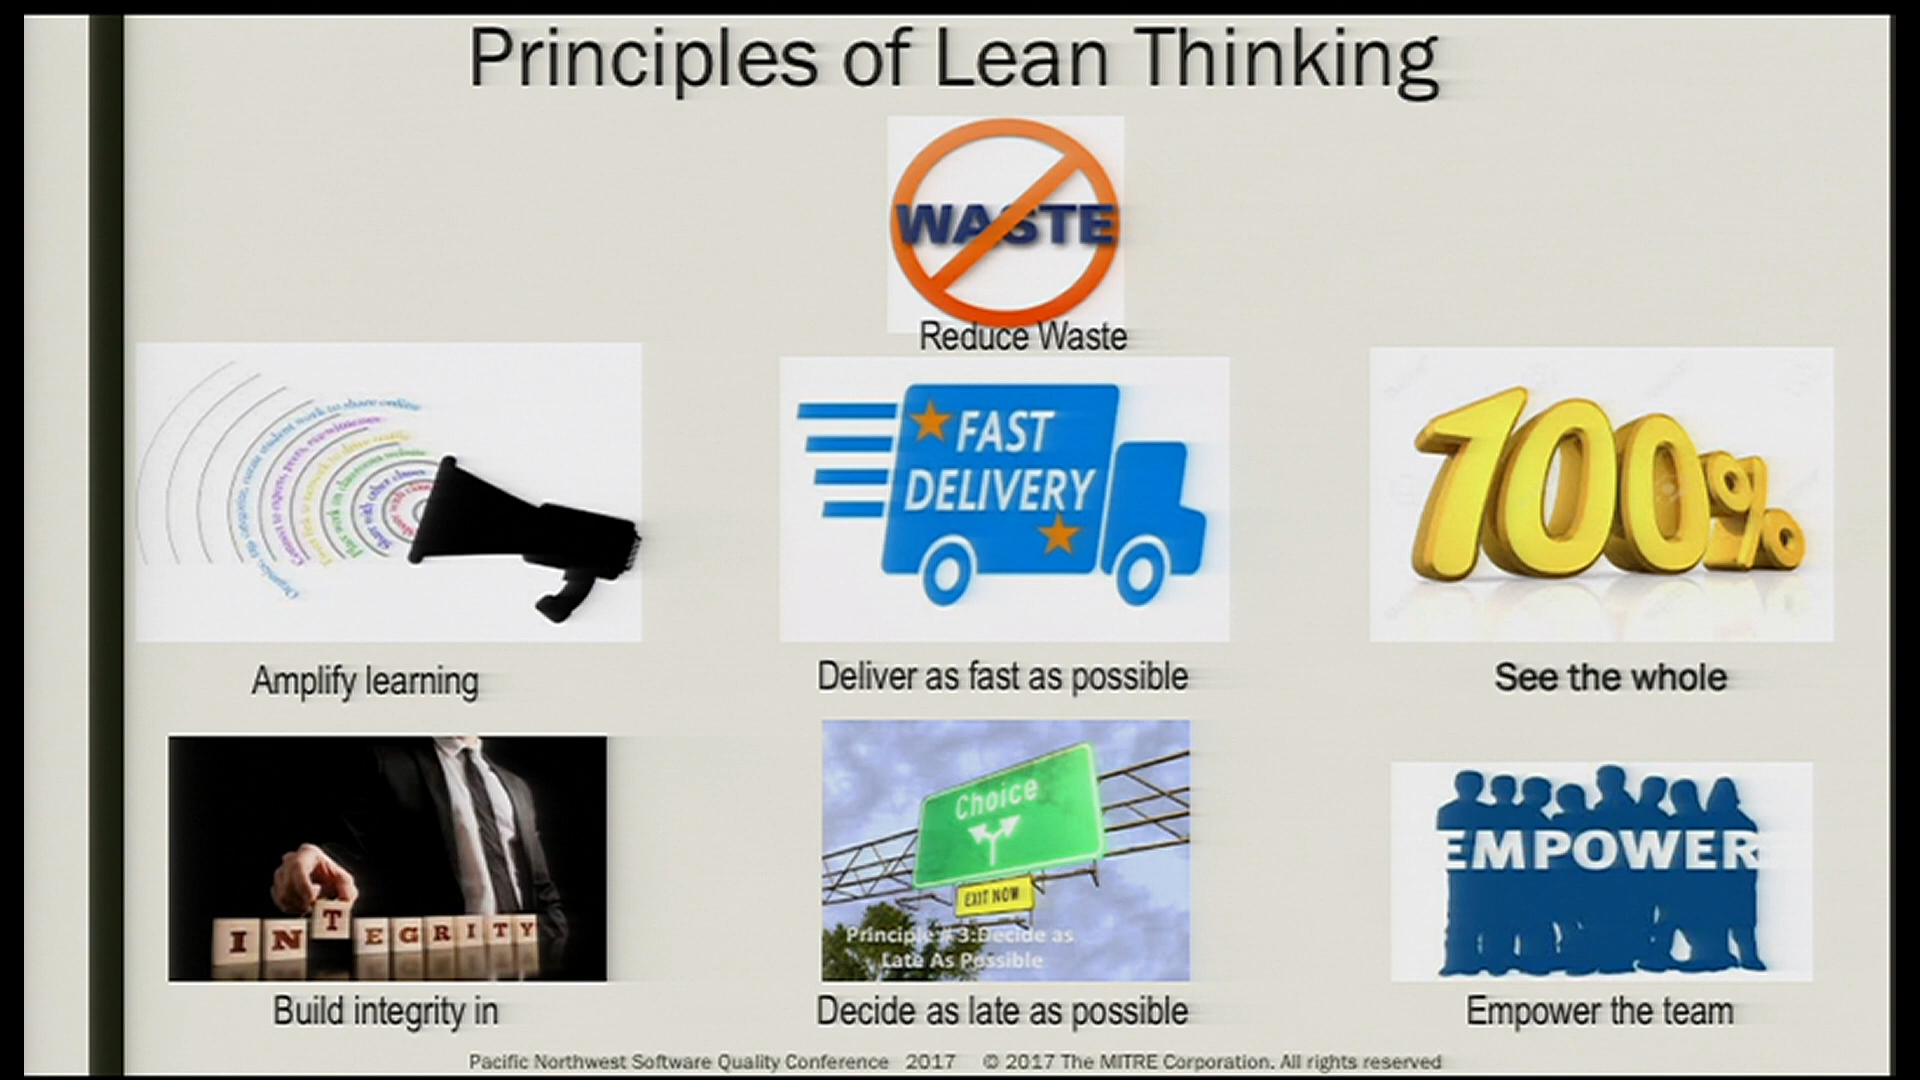 Principles of Lean Thinking
WASTE
Reduce Waste
FAST
DELIVERY
100%
Amplify learning
Deliver as fast as possible
See the whole
INTEGRITY
Choice
EXIT NOW
Principle # 3:Decide as
Late As Possible
EMPOWER
Build integrity in
Decide as late as possible
Empower the team
Pacific Northwest Software Quality Conference 2017 © 2017 The MITRE Corporation. All rights reserved